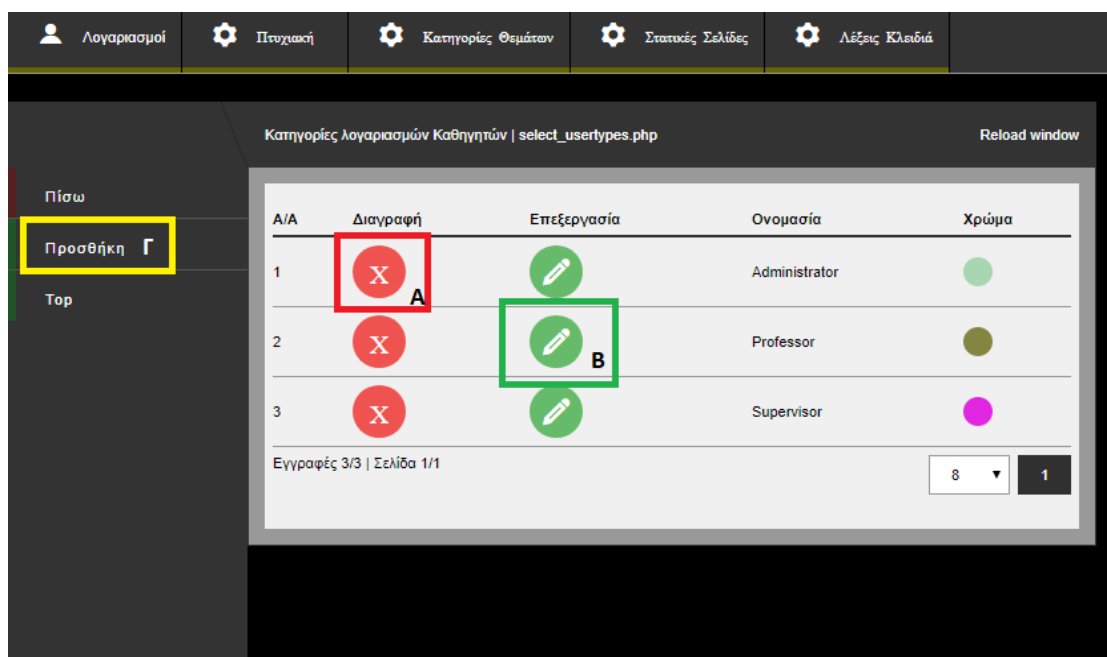 Λογαριασμοί Πτυχιακή Κατηγορίες Θεμάτων Στατικές Σελίδες Λέξεις Κλειδιά
Κατηγορίες λογαριασμών Καθηγητών | select_usertypes.php Reload window
Πίσω
Προσθήκη Γ
Top
Α/Α Διαγραφή Επεξεργασία Ονομασία Χρώμα
1 X A Administrator
2 X B Professor
3 X Supervisor
Εγγραφές 3/3 | Σελίδα 1/1 8 ▼ 1